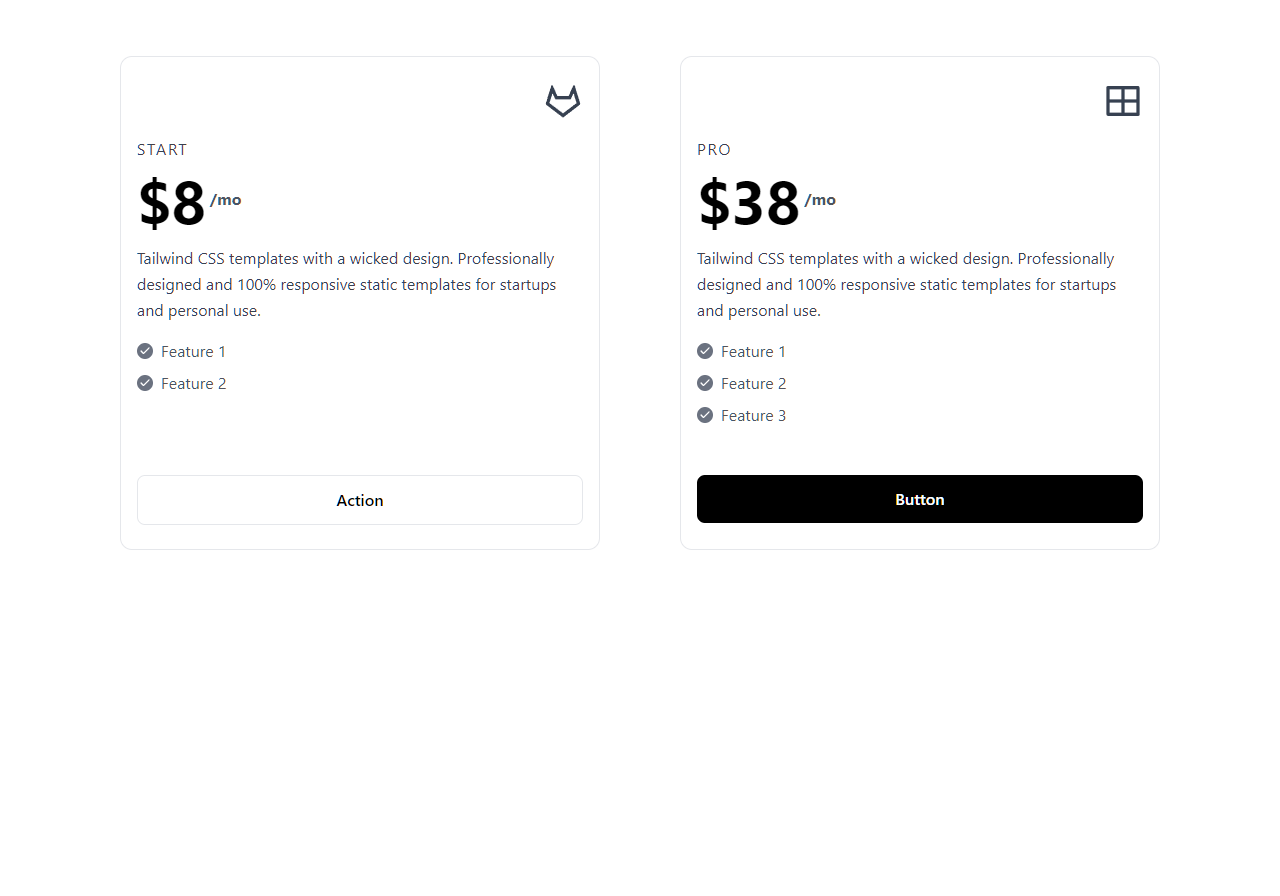 START
$8 /mo
Tailwind CSS templates with a wicked design. Professionally
designed and 100% responsive static templates for startups
and personal use.
Feature 1
Feature 2
Action
PRO
$38 /mo
Tailwind CSS templates with a wicked design. Professionally
designed and 100% responsive static templates for startups
and personal use.
Feature 1
Feature 2
Feature 3
Button